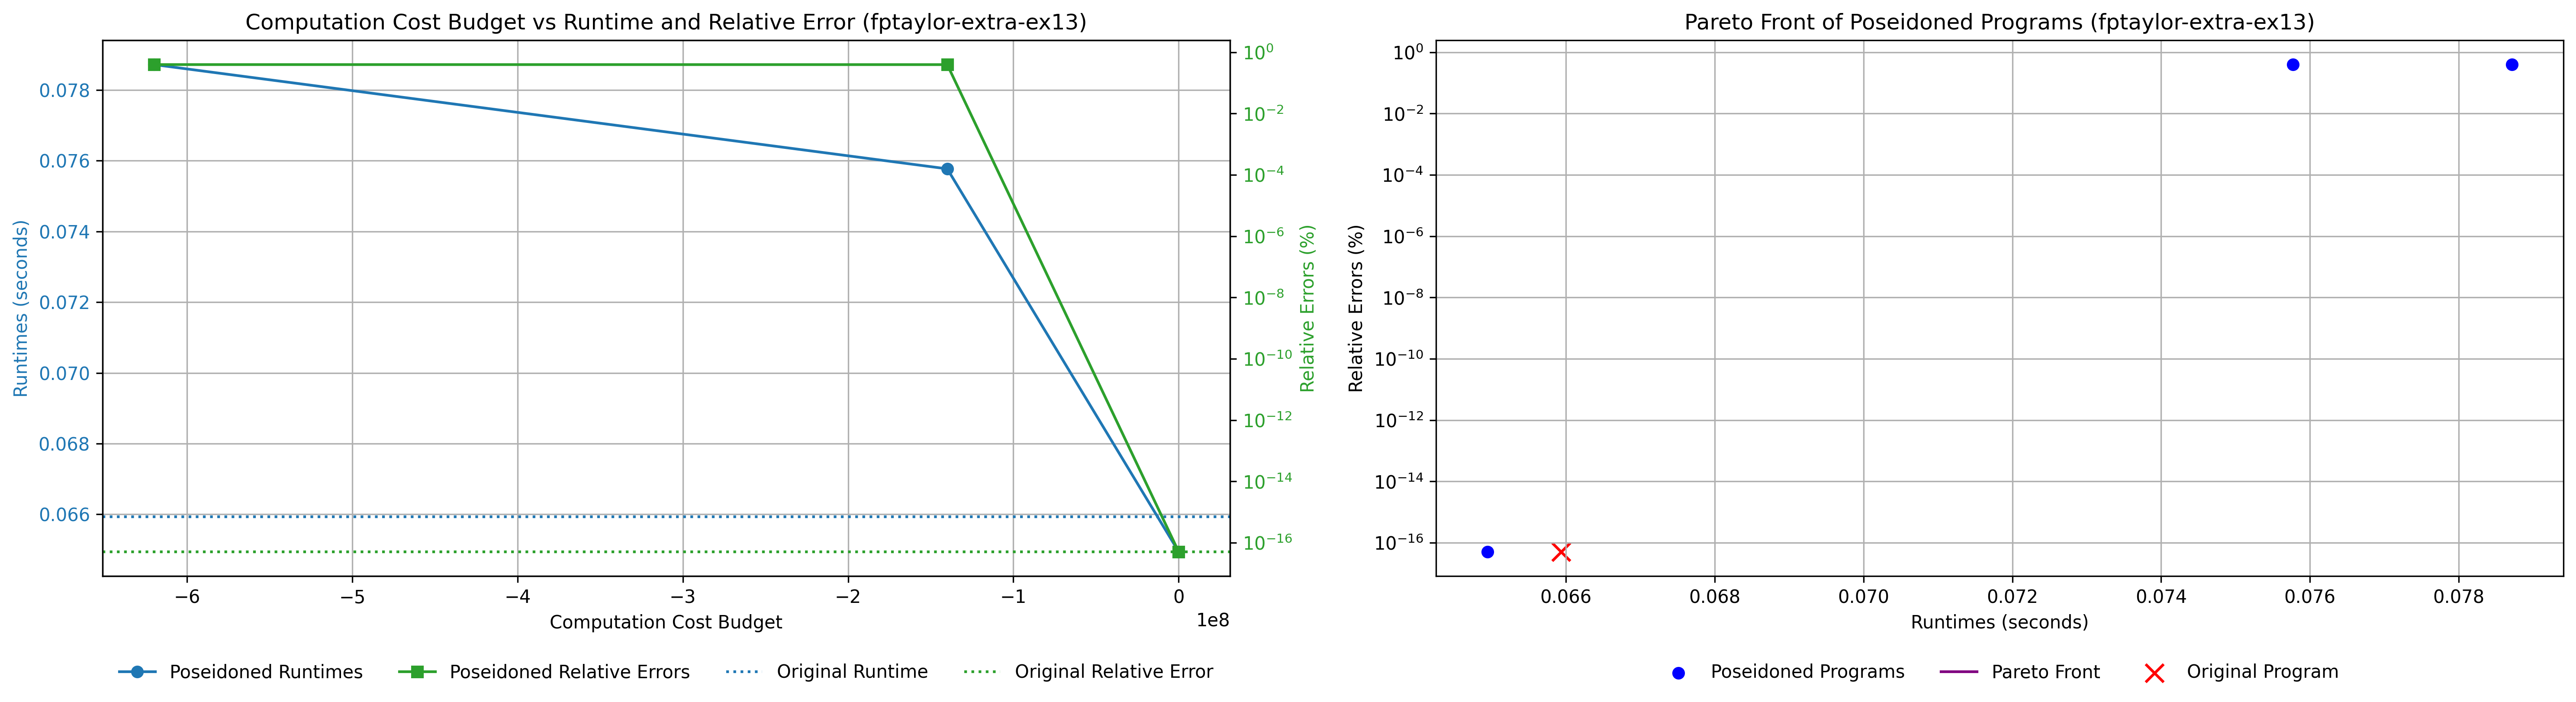 Computation Cost Budget vs Runtime and Relative Error (fptaylor-extra-ex13)
Runtimes (seconds)
0.078
0.076
0.074
0.072
0.070
0.068
0.066
10⁰
10⁻²
10⁻⁴
10⁻⁶
10⁻⁸
10⁻¹⁰
10⁻¹²
10⁻¹⁴
10⁻¹⁶
Relative Errors (%)
−6 −5 −4 −3 −2 −1 0
1e8
Computation Cost Budget
Poseidoned Runtimes Poseidoned Relative Errors Original Runtime Original Relative Error
Pareto Front of Poseidoned Programs (fptaylor-extra-ex13)
Relative Errors (%)
10⁰
10⁻²
10⁻⁴
10⁻⁶
10⁻⁸
10⁻¹⁰
10⁻¹²
10⁻¹⁴
10⁻¹⁶
0.066 0.068 0.070 0.072 0.074 0.076 0.078
Runtimes (seconds)
Poseidoned Programs Pareto Front Original Program